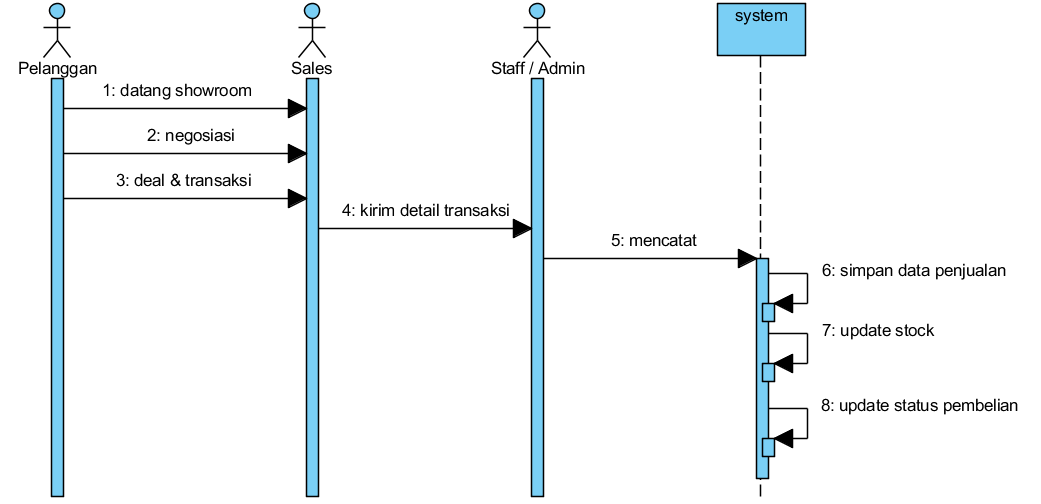 system
Pelanggan
Sales
Staff / Admin
1: datang showroom
2: negosiasi
3: deal & transaksi
4: kirim detail transaksi
5: mencatat
6: simpan data penjualan
7: update stock
8: update status pembelian